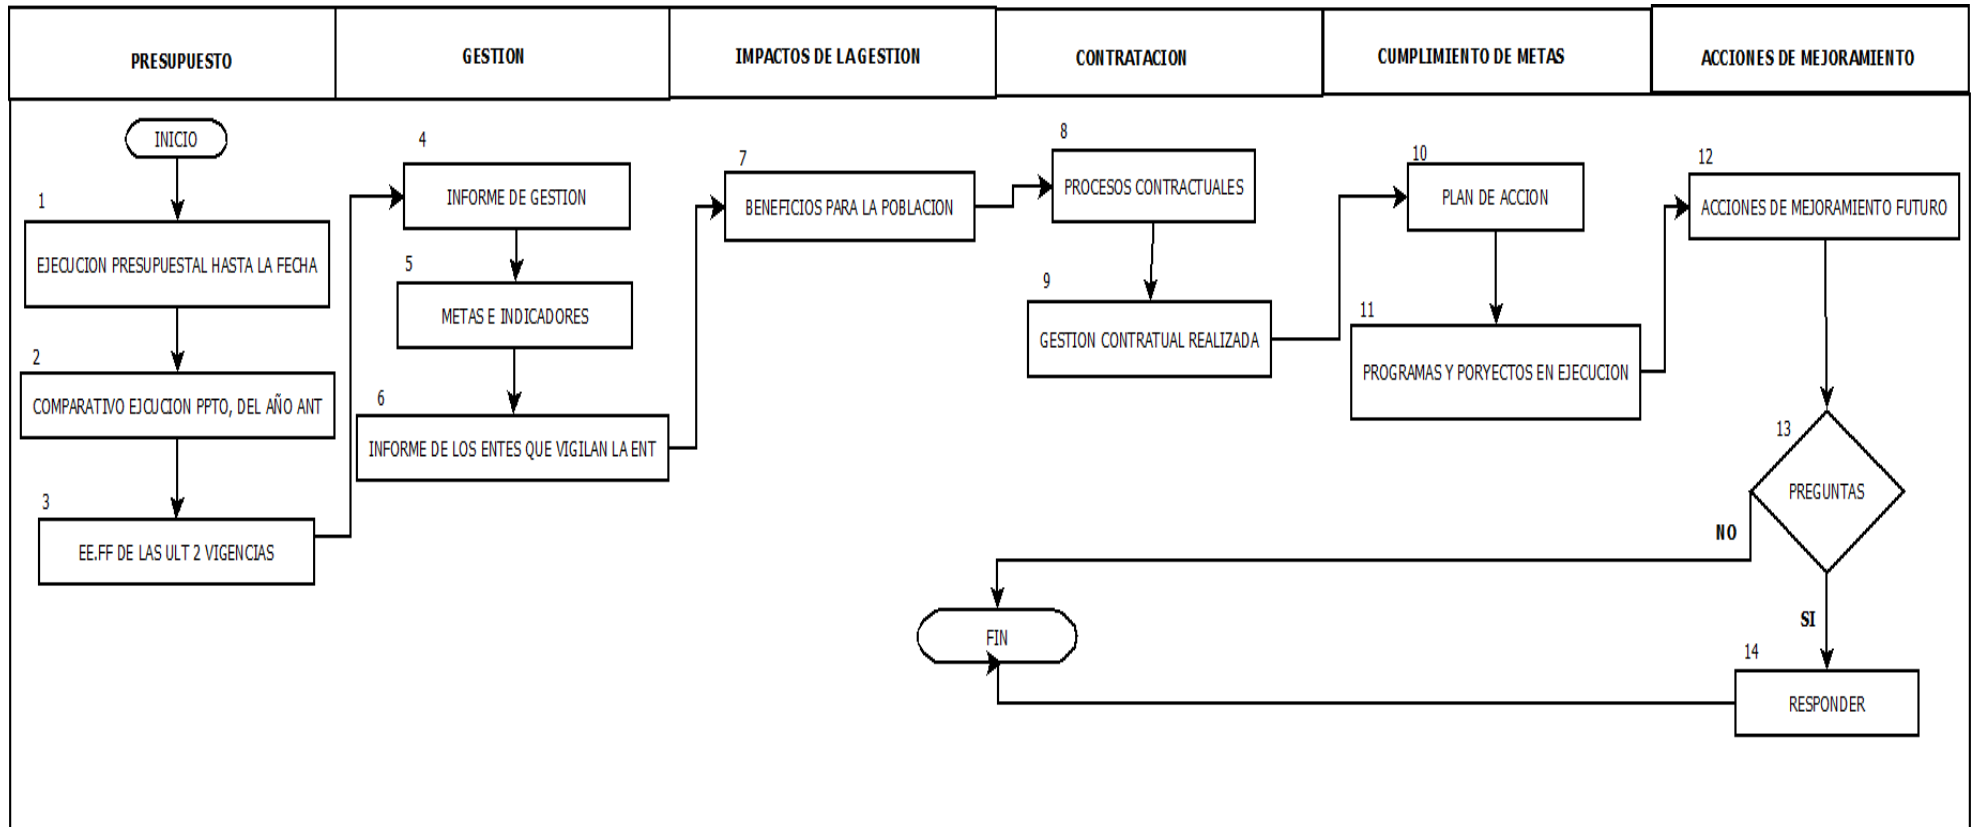 PRESUPUESTO
GESTION
IMPACTOS DE LA GESTION
CONTRATACION
CUMPLIMIENTO DE METAS
ACCIONES DE MEJORAMIENTO
INICIO
1
EJECUCION PRESUPUESTAL HASTA LA FECHA
2
COMPARATIVO EJCUCION PPTO, DEL AÑO ANT
3
EE.FF DE LAS ULT 2 VIGENCIAS
4
INFORME DE GESTION
5
METAS E INDICADORES
6
INFORME DE LOS ENTES QUE VIGILAN LA ENT
7
BENEFICIOS PARA LA POBLACION
8
PROCESOS CONTRACTUALES
9
GESTION CONTRATUAL REALIZADA
10
PLAN DE ACCION
11
PROGRAMAS Y PORYECTOS EN EJECUCION
12
ACCIONES DE MEJORAMIENTO FUTURO
13
PREGUNTAS
NO
SI
14
RESPONDER
FIN